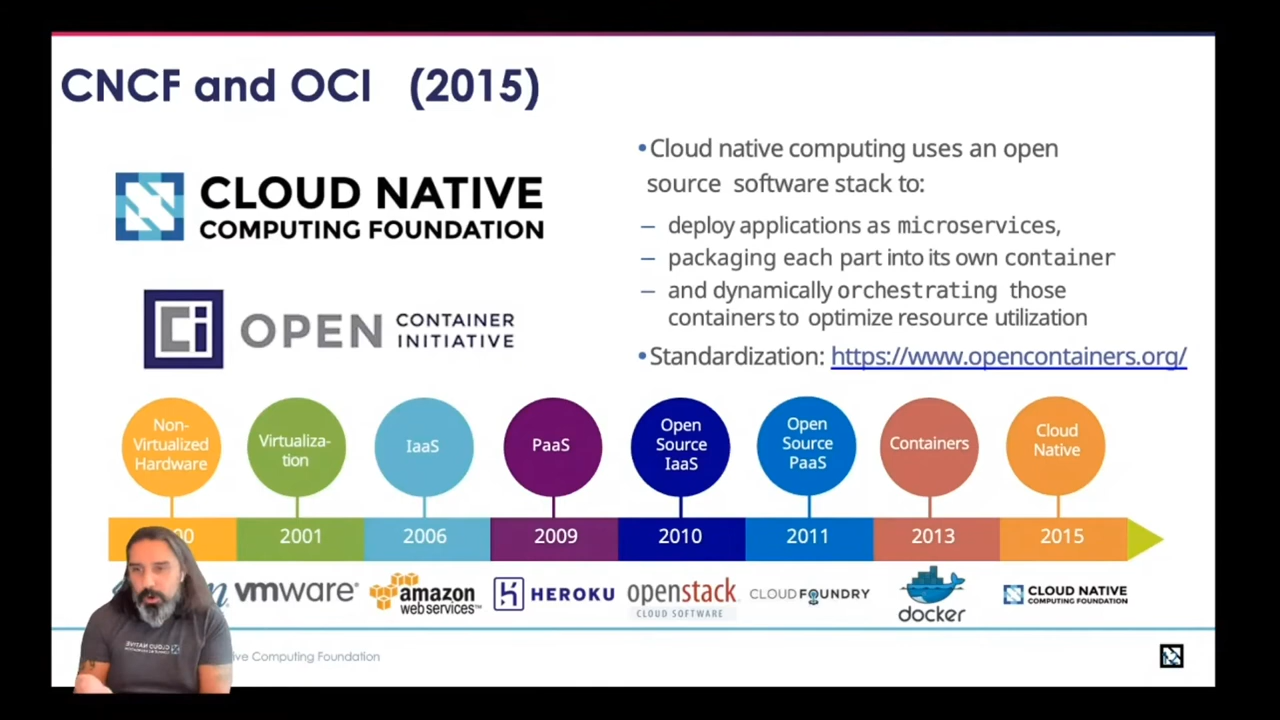 CNCF and OCI (2015)
CLOUD NATIVE
COMPUTING FOUNDATION
Ci OPEN CONTAINER
INITIATIVE
•Cloud native computing uses an open
source software stack to:
– deploy applications as microservices,
– packaging each part into its own container
– and dynamically orchestrating those
containers to optimize resource utilization
•Standardization: https://www.opencontainers.org/
Non-
Virtualized
Hardware
Virtualiza-
tion
IaaS
PaaS
Open
Source
IaaS
Open
Source
PaaS
Containers
Cloud
Native
2001
2006
2009
2010
2011
2013
2015
vmware®
amazon
web services™
HEROKU
openstack
CLOUD SOFTWARE
CLOUD FOUNDRY
docker
CLOUD NATIVE
COMPUTING FOUNDATION
Computing Foundation